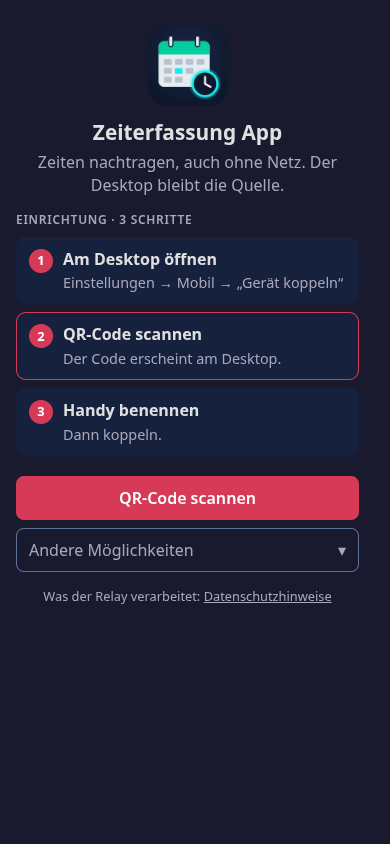 Zeiterfassung App
Zeiten nachtragen, auch ohne Netz. Der
Desktop bleibt die Quelle.
EINRICHTUNG · 3 SCHRITTE
1 Am Desktop öffnen
Einstellungen → Mobil → „Gerät koppeln“
2 QR-Code scannen
Der Code erscheint am Desktop.
3 Handy benennen
Dann koppeln.
QR-Code scannen
Andere Möglichkeiten ▾
Was der Relay verarbeitet: Datenschutzhinweise